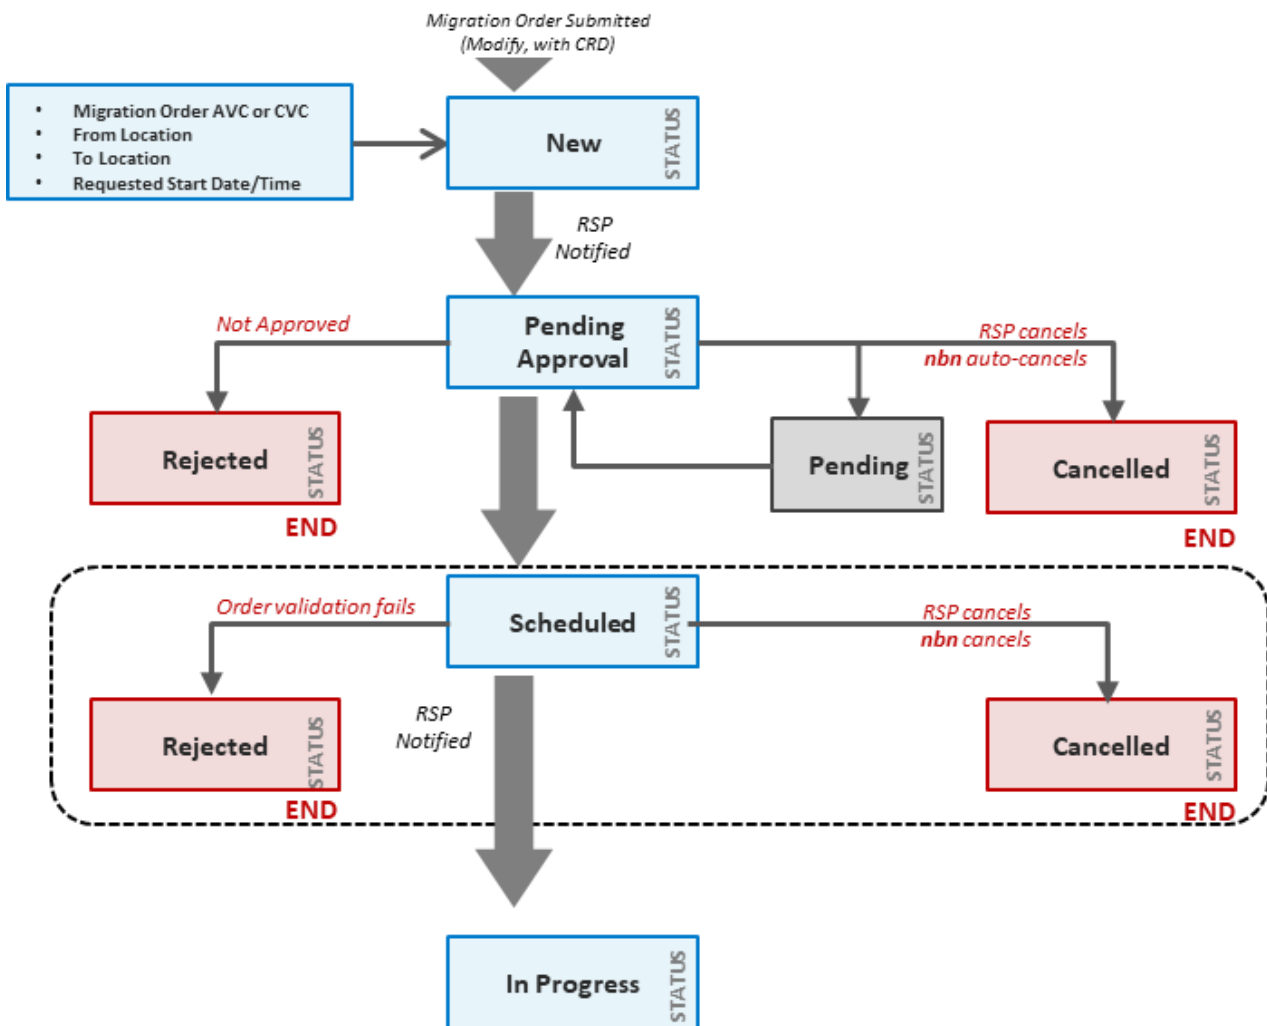 Migration Order Submitted
(Modify, with CRD)
• Migration Order AVC or CVC
• From Location
• To Location
• Requested Start Date/Time
New
STATUS
RSP
Notified
Pending
Approval
STATUS
Not Approved
RSP cancels
nbn auto-cancels
Rejected
STATUS
END
Pending
STATUS
Cancelled
STATUS
END
Scheduled
STATUS
Order validation fails
RSP cancels
nbn cancels
Rejected
STATUS
END
RSP
Notified
Cancelled
STATUS
END
In Progress
STATUS